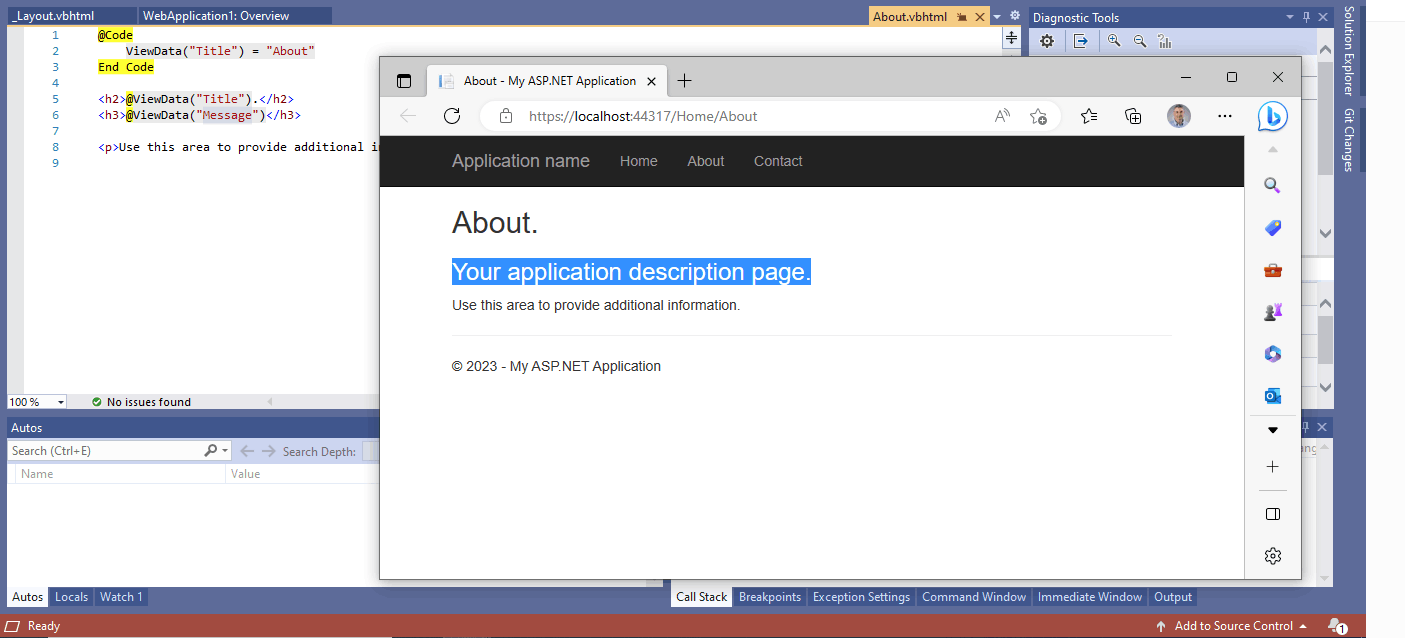 _Layout.vbhtml
WebApplication1: Overview
About.vbhtml
Diagnostic Tools
Solution Explorer
Git Changes
1 @Code
2 ViewData("Title") = "About"
3 End Code
4
5 <h2>@ViewData("Title").</h2>
6 <h3>@ViewData("Message")</h3>
7
8 <p>Use this area to provide additional in
9
About - My ASP.NET Application
https://localhost:44317/Home/About
Application name Home About Contact
About.
Your application description page.
Use this area to provide additional information.
© 2023 - My ASP.NET Application
100 %
No issues found
Autos
Search (Ctrl+E)
Search Depth:
Name Value
ang
Autos Locals Watch 1
Call Stack Breakpoints Exception Settings Command Window Immediate Window Output
Ready
Add to Source Control
1